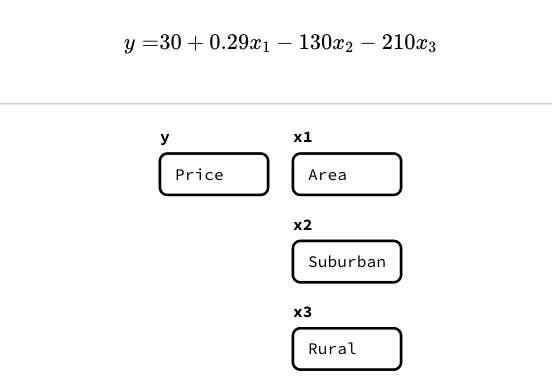 y =30 + 0.29x₁ − 130x₂ − 210x₃
y x1
Price Area
x2
Suburban
x3
Rural